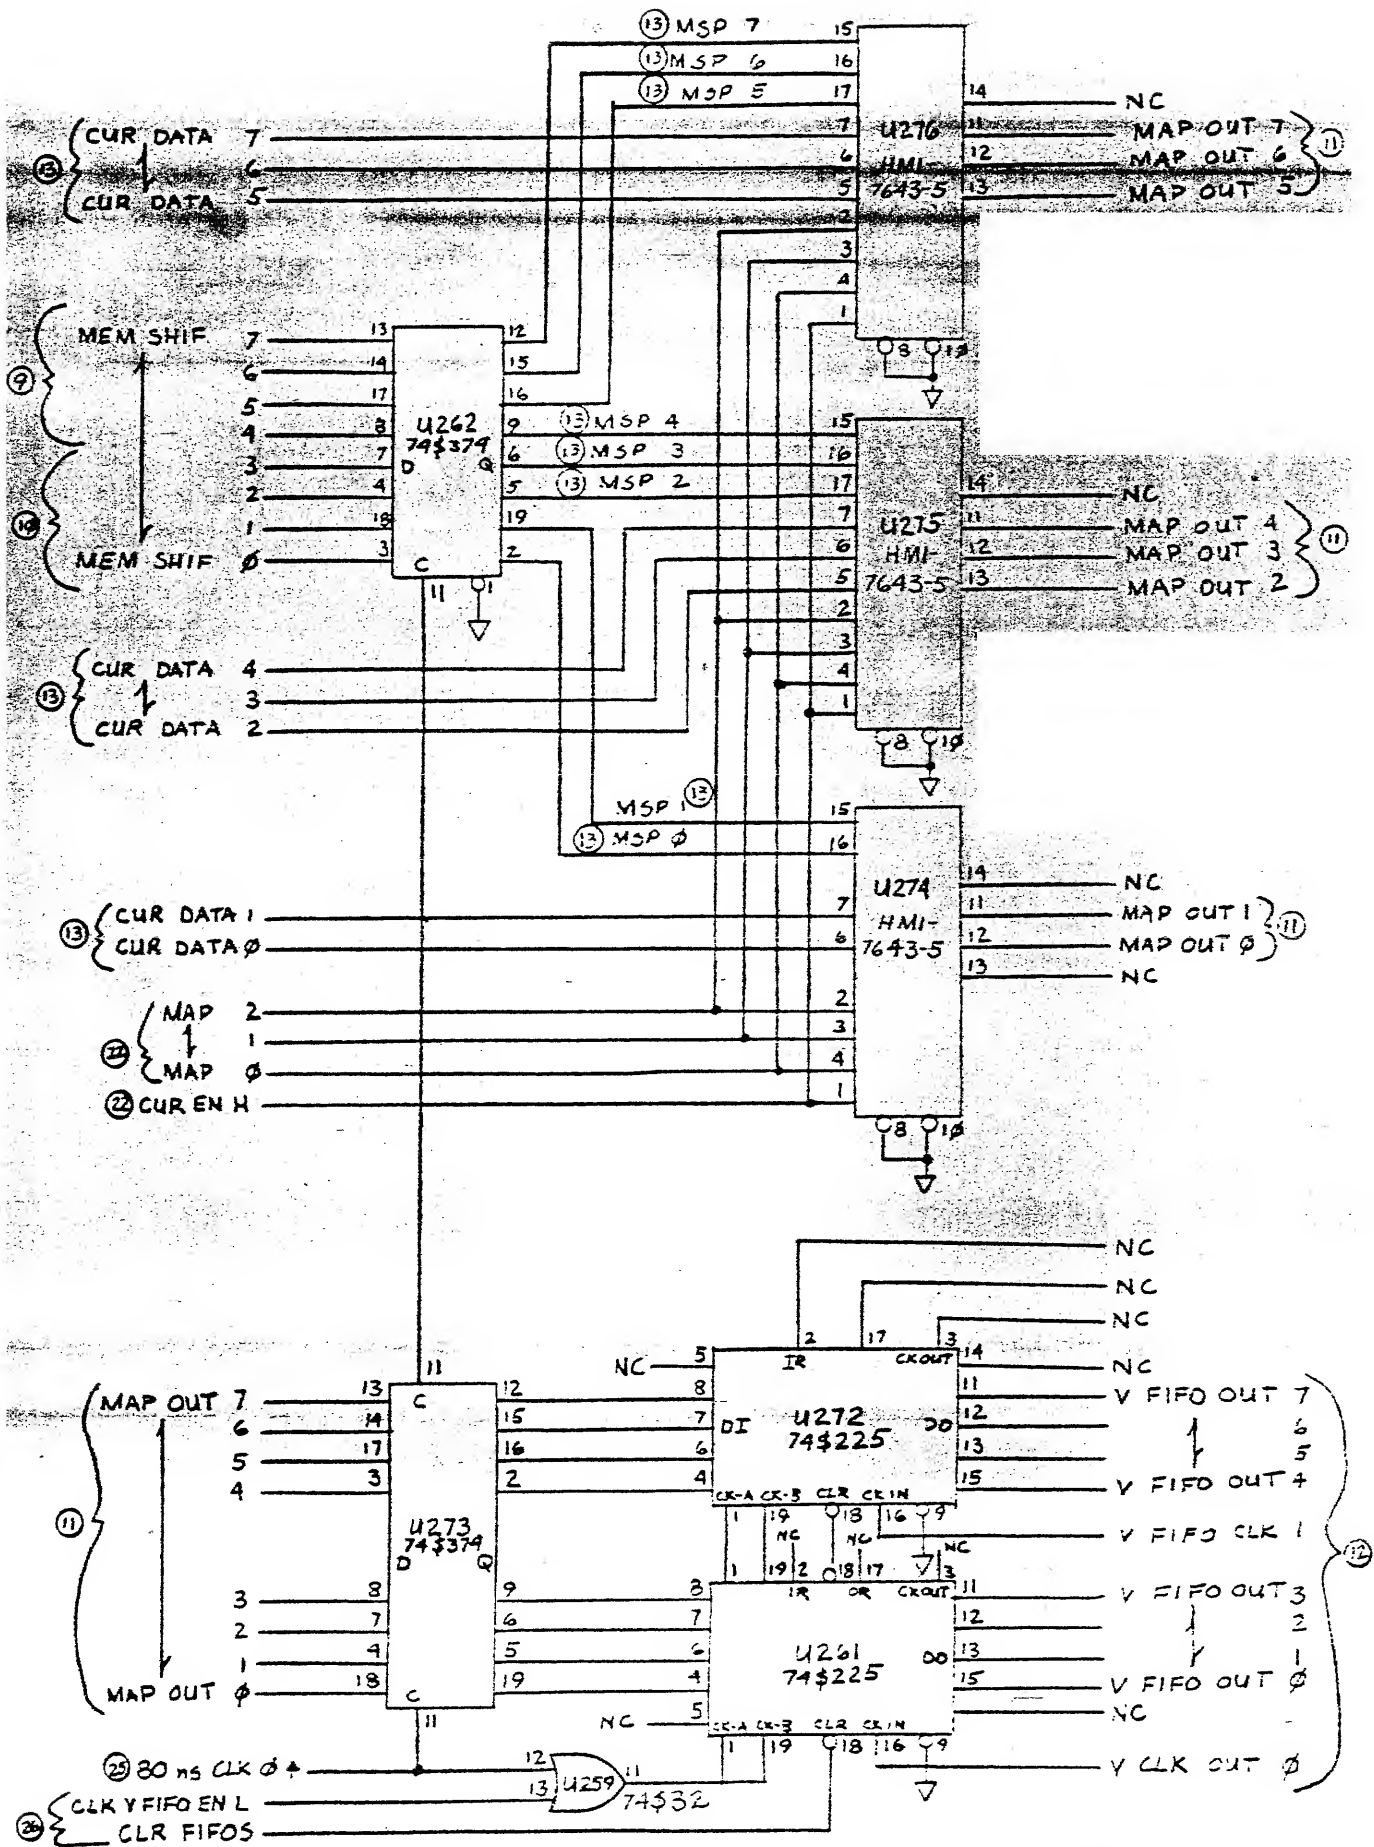 ⑬ MSP 7 15
⑬ MSP 6 16
⑬ MSP 5 17
14 NC
⑬ CUR DATA 7 7 U276 11 MAP OUT 7 ⑪
6 6 HMI- 12 MAP OUT 6
CUR DATA 5 5 7643-5 13 MAP OUT 5
2
3
4
1
8 10
⑨ MEM SHIF 7 13 12
6 14 15
5 17 16
4 8 U262 9 ⑬ MSP 4 15
74S374
⑩ 3 7 D Q 6 ⑬ MSP 3 16
2 4 5 ⑬ MSP 2 17 14 NC
1 18 19 7 U275 11 MAP OUT 4 ⑪
MEM SHIF Ø 3 2 6 HMI- 12 MAP OUT 3
C 11 1 5 7643-5 13 MAP OUT 2
2
3
⑬ CUR DATA 4 4
3 1
CUR DATA 2 8 10
MSP 1 ⑬ 15
⑬ MSP Ø 16
14 NC
⑬ CUR DATA 1 7 U274 11 MAP OUT 1 ⑪
CUR DATA Ø 6 HMI- 12 MAP OUT Ø
7643-5 13 NC
㉒ MAP 2 2
1 3
MAP Ø 4
㉒ CUR EN H 1
8 10
NC
NC
NC
11 NC 5 2 IR 17 3 CKOUT 14 NC
⑪ MAP OUT 7 13 C 12 8 11 V FIFO OUT 7 ⑫
6 14 15 7 DI U272 DO 12 6
5 17 16 6 74S225 13 5
4 3 2 4 15 V FIFO OUT 4
CK-A CK-B CLR CK IN
1 19 18 16 9 V FIFO CLK 1
U273
74S374
D Q
NC NC NC
1 19 2 18 17 3
IR OR CKOUT
3 8 9 8 11 V FIFO OUT 3
2 7 6 7 12 2
1 4 5 6 U261 DO 13 1
MAP OUT Ø 18 19 4 74S225 15 V FIFO OUT Ø
C NC 5 NC
CK-A CK-B CLR CK IN
11 1 19 18 16 9 V CLK OUT Ø
㉕ 80 ns CLK Ø ↑ 12 U259 11
13 74S32
㉖ CLK V FIFO EN L
CLR FIFOS